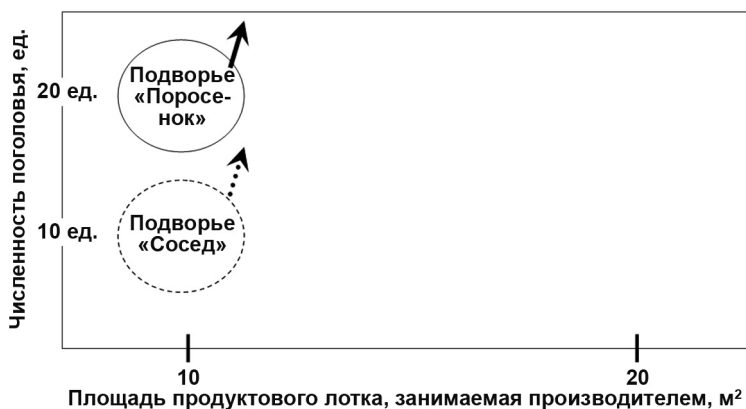 Численность поголовья, ед.
20 ед.
Подворье
«Поросе-
нок»
10 ед.
Подворье
«Сосед»
10
20
Площадь продуктового лотка, занимаемая производителем, м²